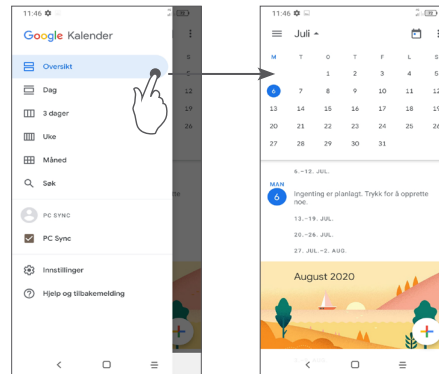 11:46
Google Kalender
Oversikt
Dag
3 dager
Uke
Måned
Søk
PC SYNC
PC Sync
Innstillinger
Hjelp og tilbakemelding
S
5
12
19
26
11:46
Juli
M T O T F L S
1 2 3 4 5
6 7 8 9 10 11 12
13 14 15 16 17 18 19
20 21 22 23 24 25 26
27 28 29 30 31
6.–12. JUL.
MAN
6 Ingenting er planlagt. Trykk for å opprette
noe.
13.–19. JUL.
20.–26. JUL.
27. JUL.–2. AUG.
August 2020